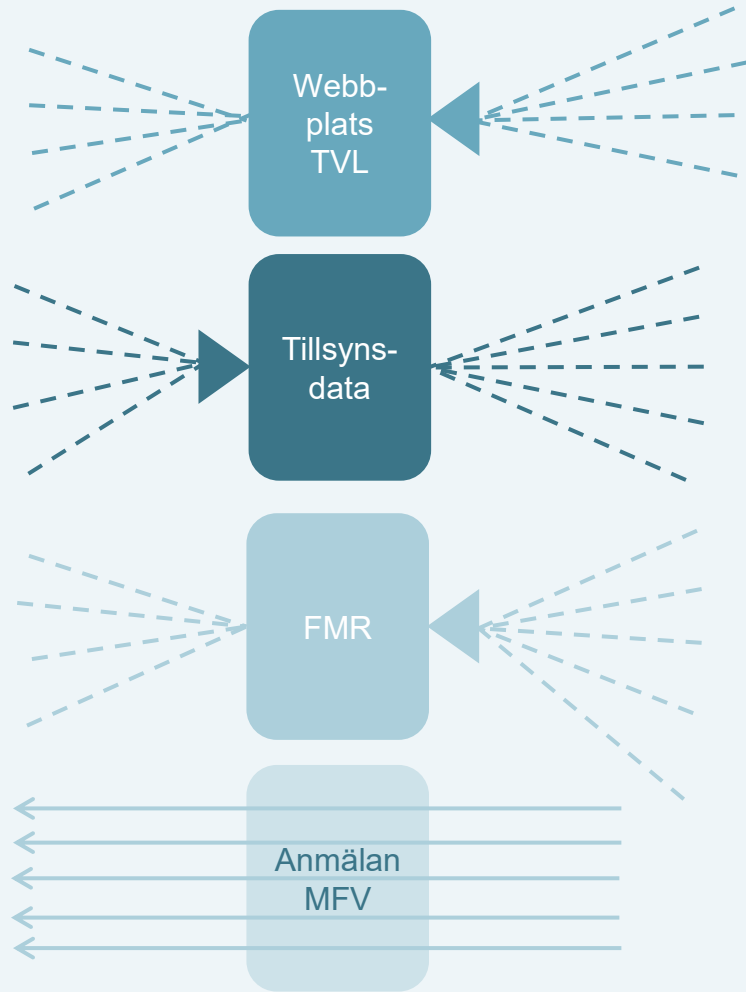 Webb-
plats
TVL
Tillsyns-
data
FMR
Anmälan
MFV